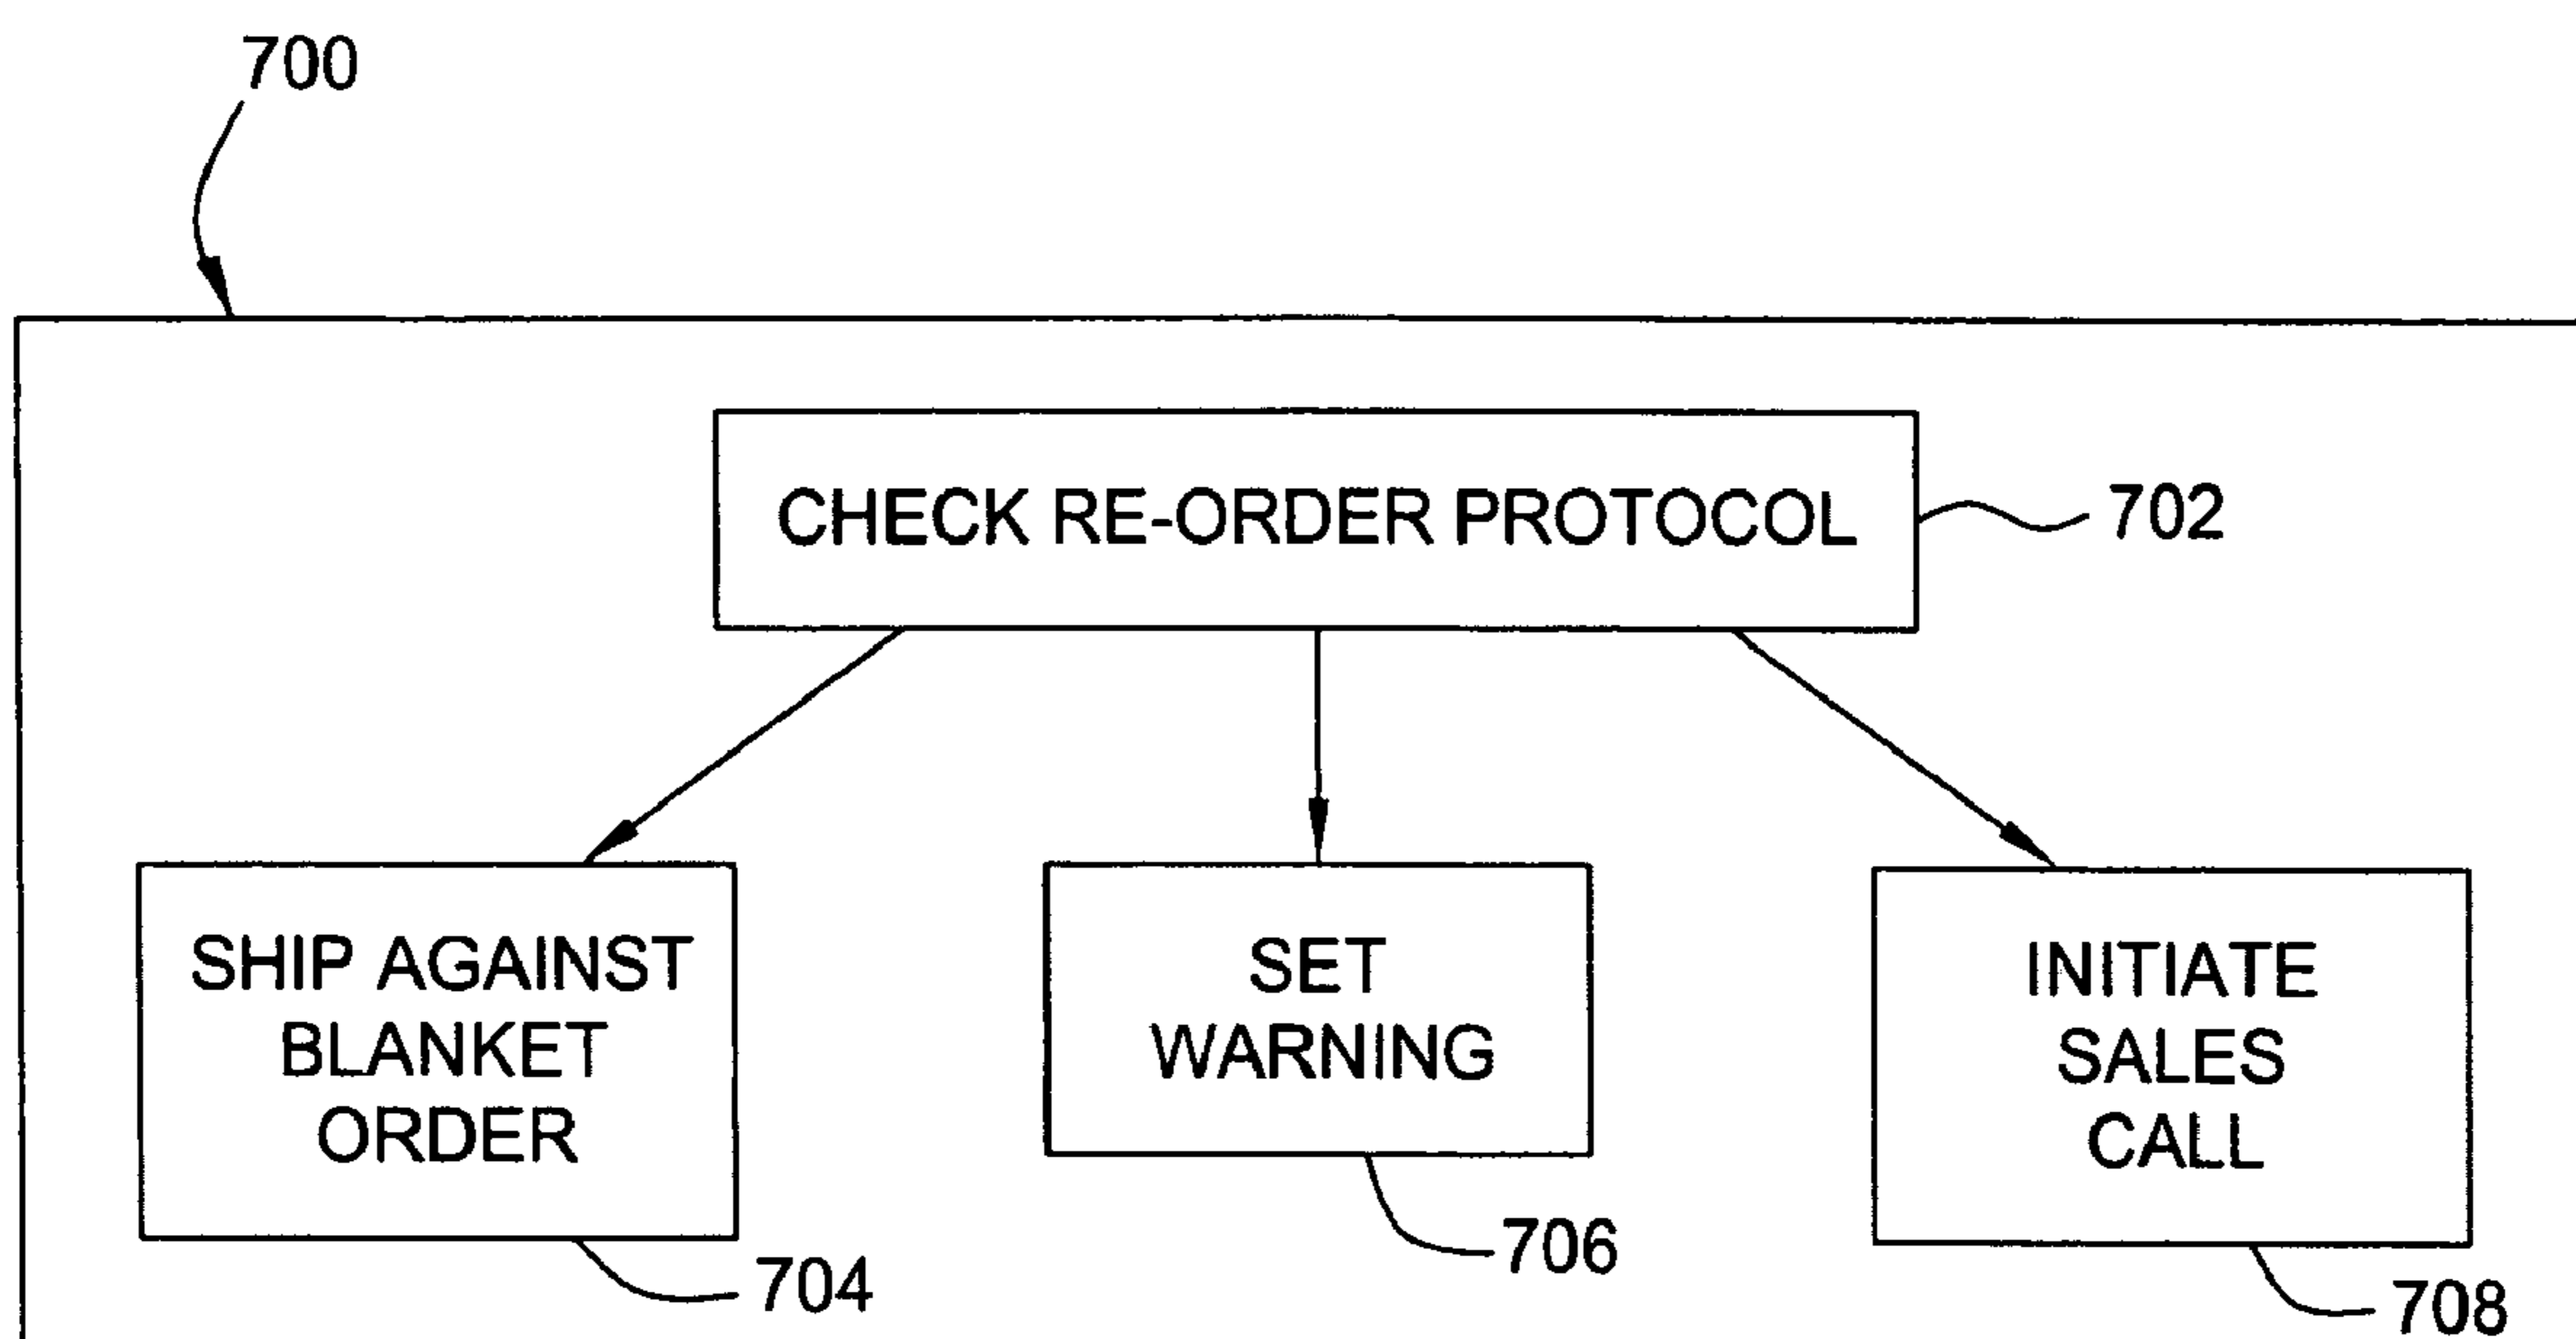 700
CHECK RE-ORDER PROTOCOL
702
SHIP AGAINST
BLANKET
ORDER
704
SET
WARNING
706
INITIATE
SALES
CALL
708